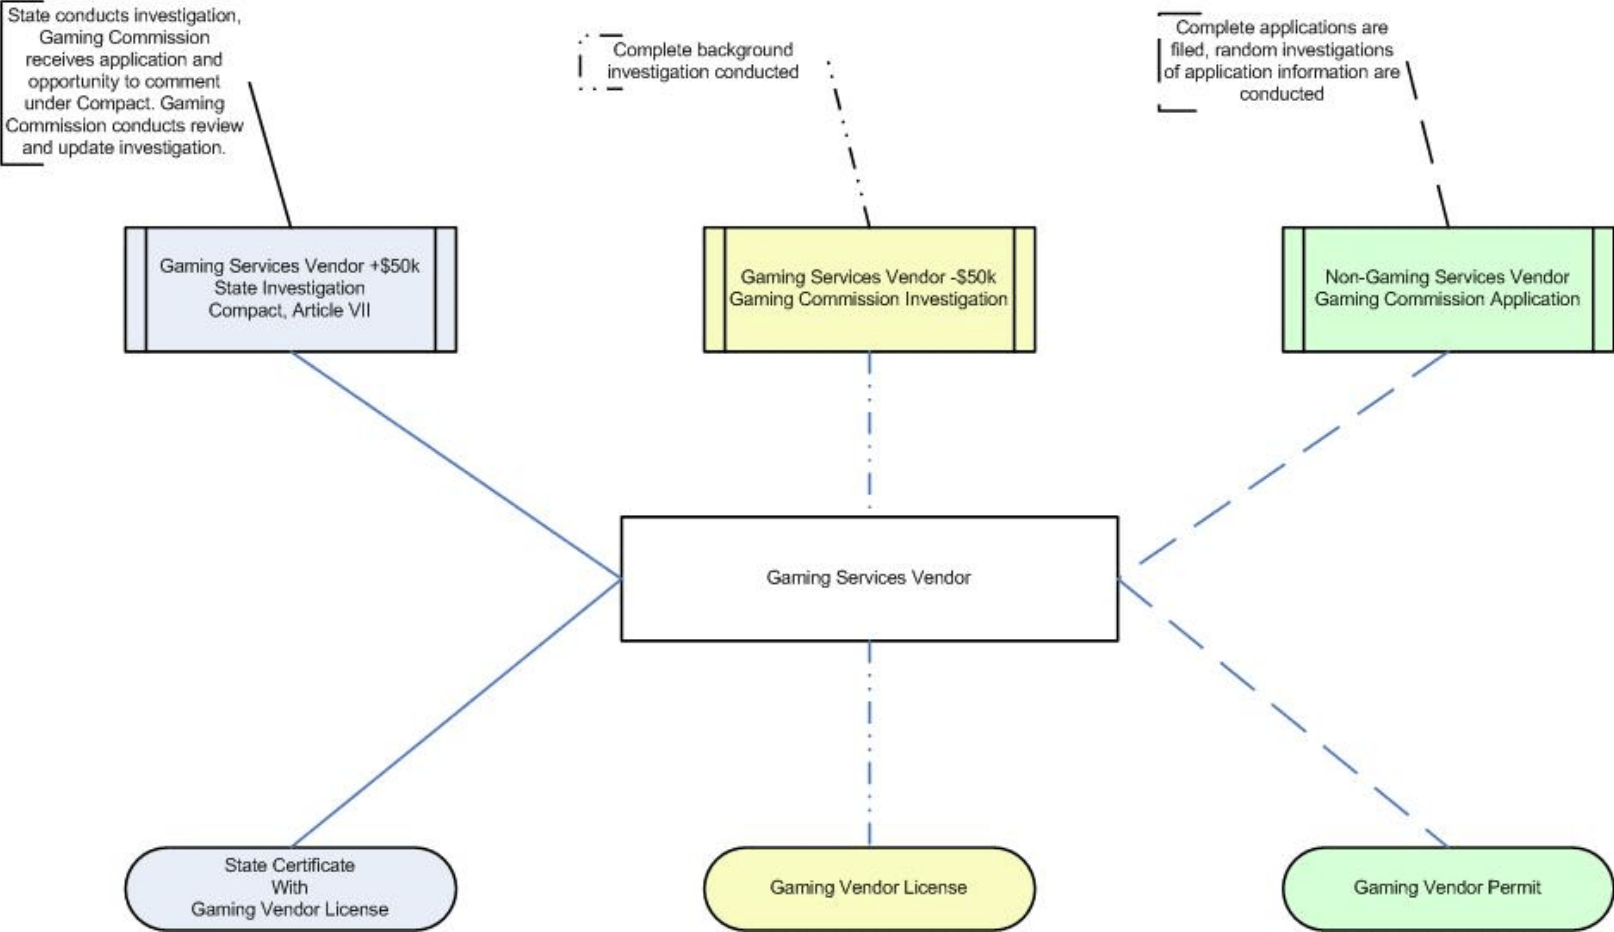 State conducts investigation,
Gaming Commission
receives application and
opportunity to comment
under Compact. Gaming
Commission conducts review
and update investigation.
Complete background
investigation conducted
Complete applications are
filed, random investigations
of application information are
conducted
Gaming Services Vendor +$50k
State Investigation
Compact, Article VII
Gaming Services Vendor -$50k
Gaming Commission Investigation
Non-Gaming Services Vendor
Gaming Commission Application
Gaming Services Vendor
State Certificate
With
Gaming Vendor License
Gaming Vendor License
Gaming Vendor Permit